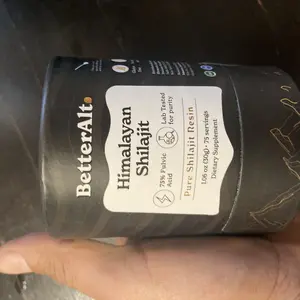 BetterAlt
Himalayan
Shilajit
75% Fulvic
Acid
Lab Tested
for purity
Pure Shilajit Resin
1.06 oz (30g) • 75 servings
Dietary Supplement